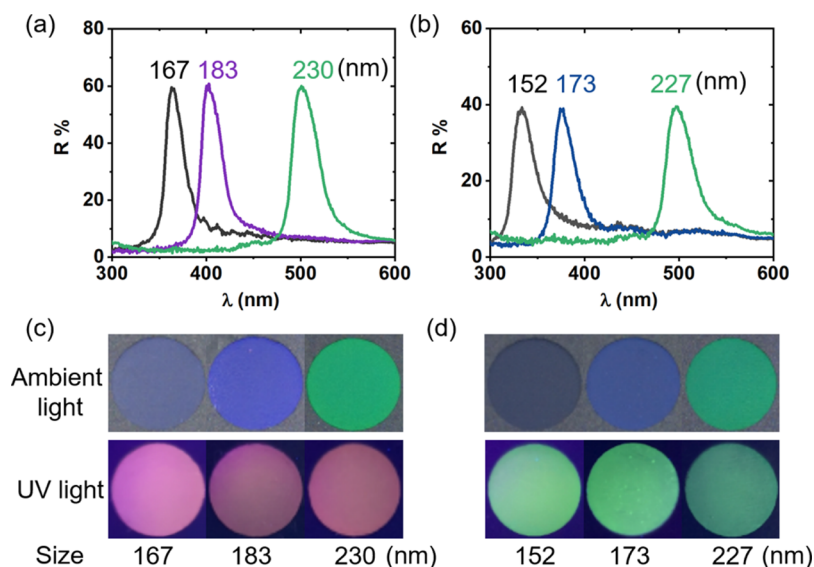 (a)
80
60
40
20
0
R %
167 183 230 (nm)
300 400 500 600
λ (nm)
(b)
60
40
20
0
R %
152 173 227 (nm)
300 400 500 600
λ (nm)
(c)
(d)
Ambient
light
UV light
Size 167 183 230 (nm) 152 173 227 (nm)